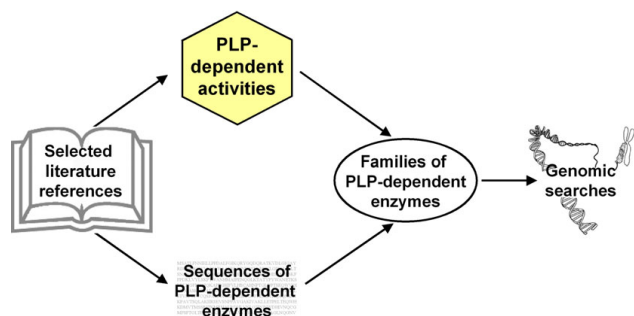 PLP-
dependent
activities
Selected
literature
references
Families of
PLP-dependent
enzymes
Genomic
searches
Sequences of
PLP-dependent
enzymes